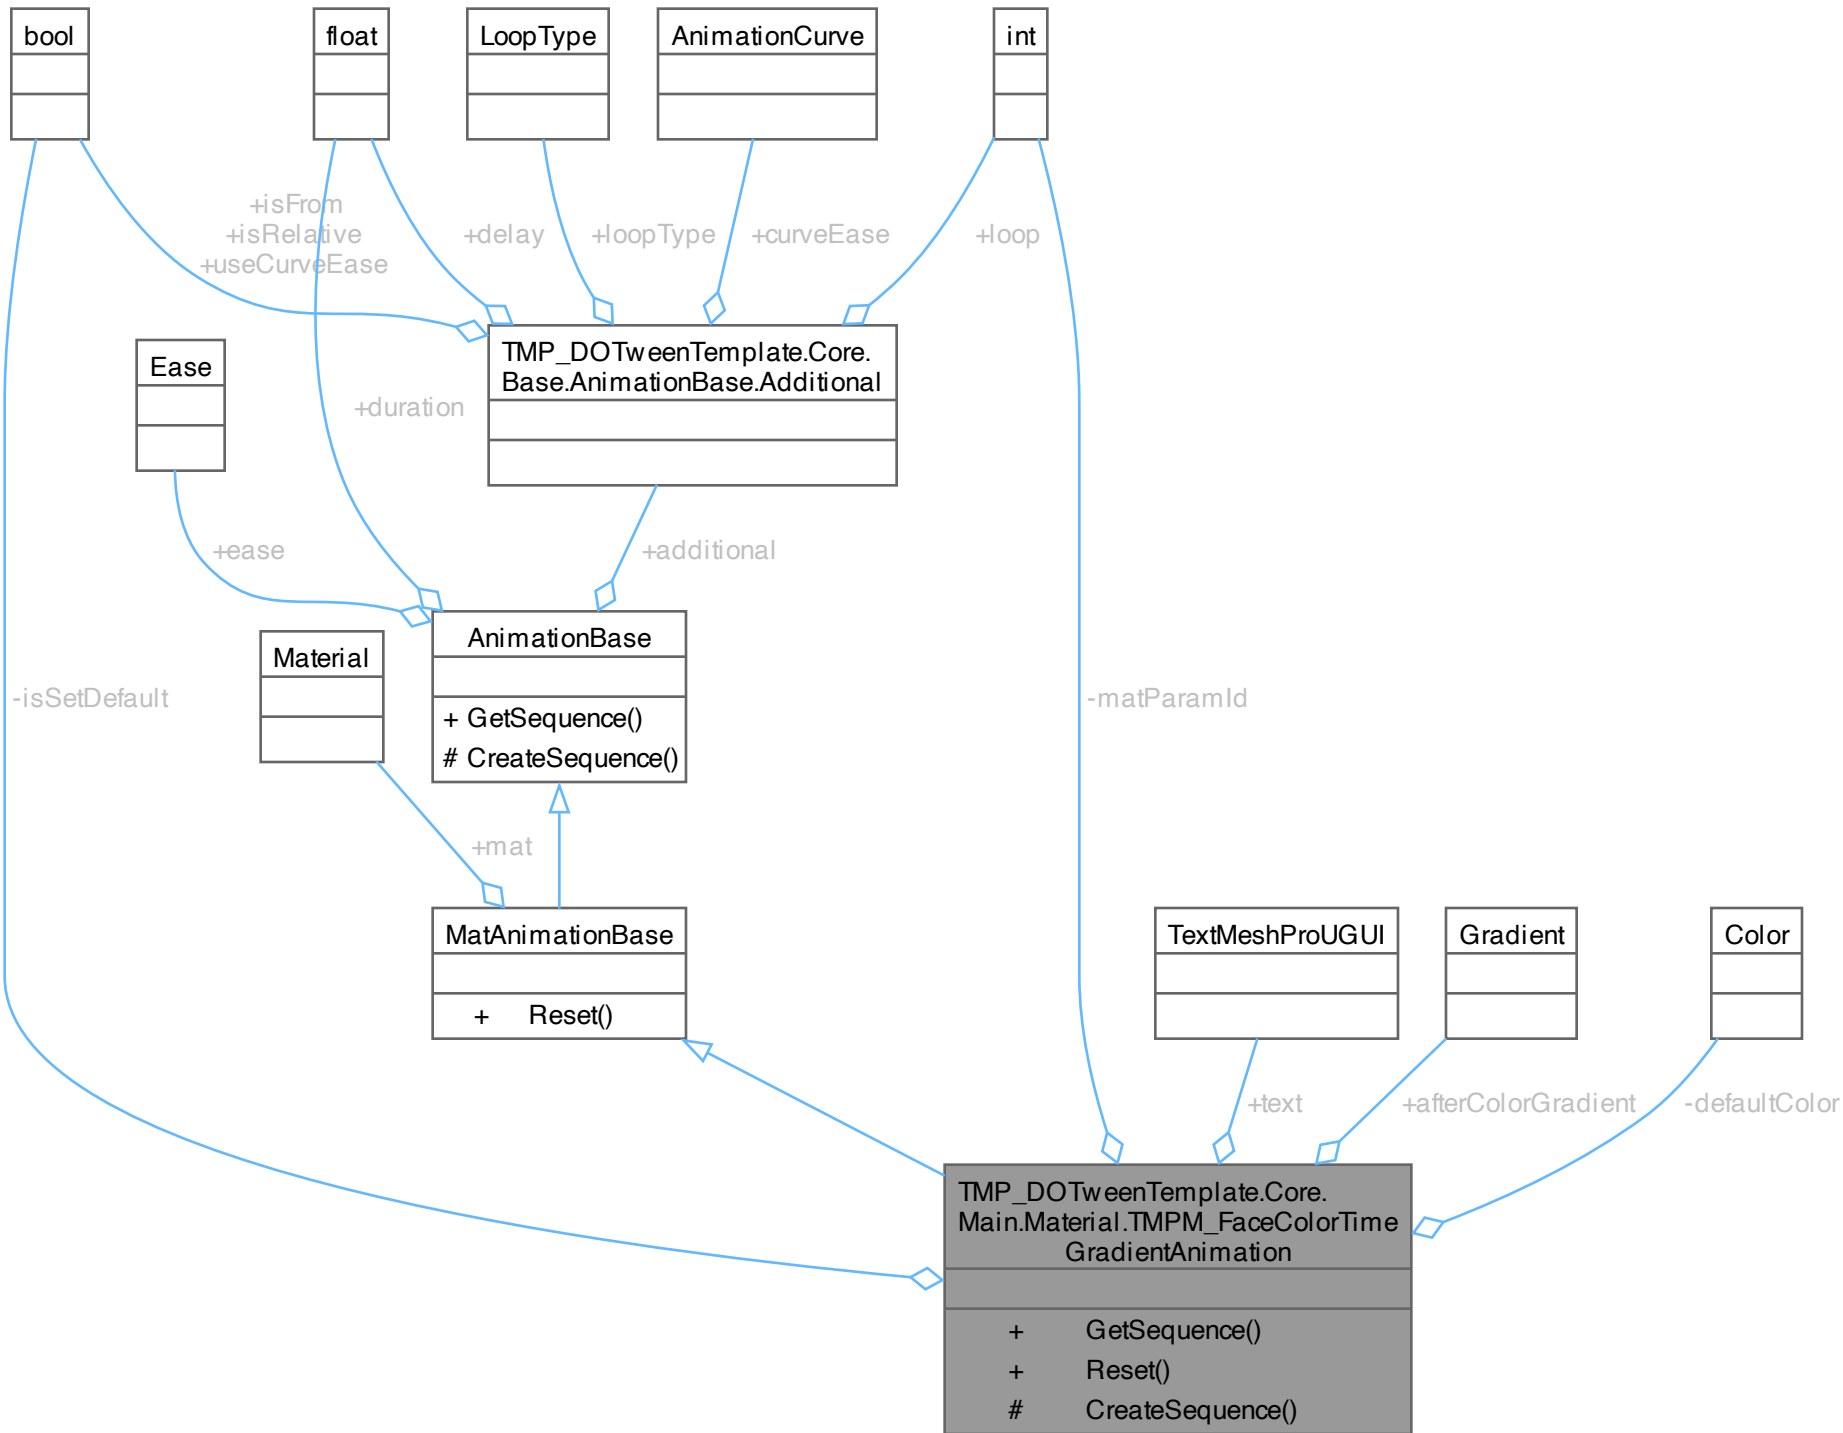 bool
float
LoopType
AnimationCurve
int
+isFrom
+isRelative
+useCurveEase
+delay
+loopType
+curveEase
+loop
Ease
TMP_DOTweenTemplate.Core.
Base.AnimationBase.Additional
+duration
+ease
+additional
AnimationBase
+ GetSequence()
# CreateSequence()
Material
-isSetDefault
-matParamId
+mat
MatAnimationBase
+ Reset()
TextMeshProUGUI
Gradient
Color
+text
+afterColorGradient
-defaultColor
TMP_DOTweenTemplate.Core.
Main.Material.TMPM_FaceColorTime
GradientAnimation
+ GetSequence()
+ Reset()
# CreateSequence()